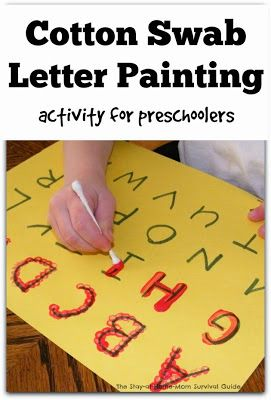 Cotton Swab
Letter Painting
activity for preschoolers
T
V
U
R
P
O
N
I
H
G
D
C
B
A
The Stay-at-Home-Mom Survival Guide